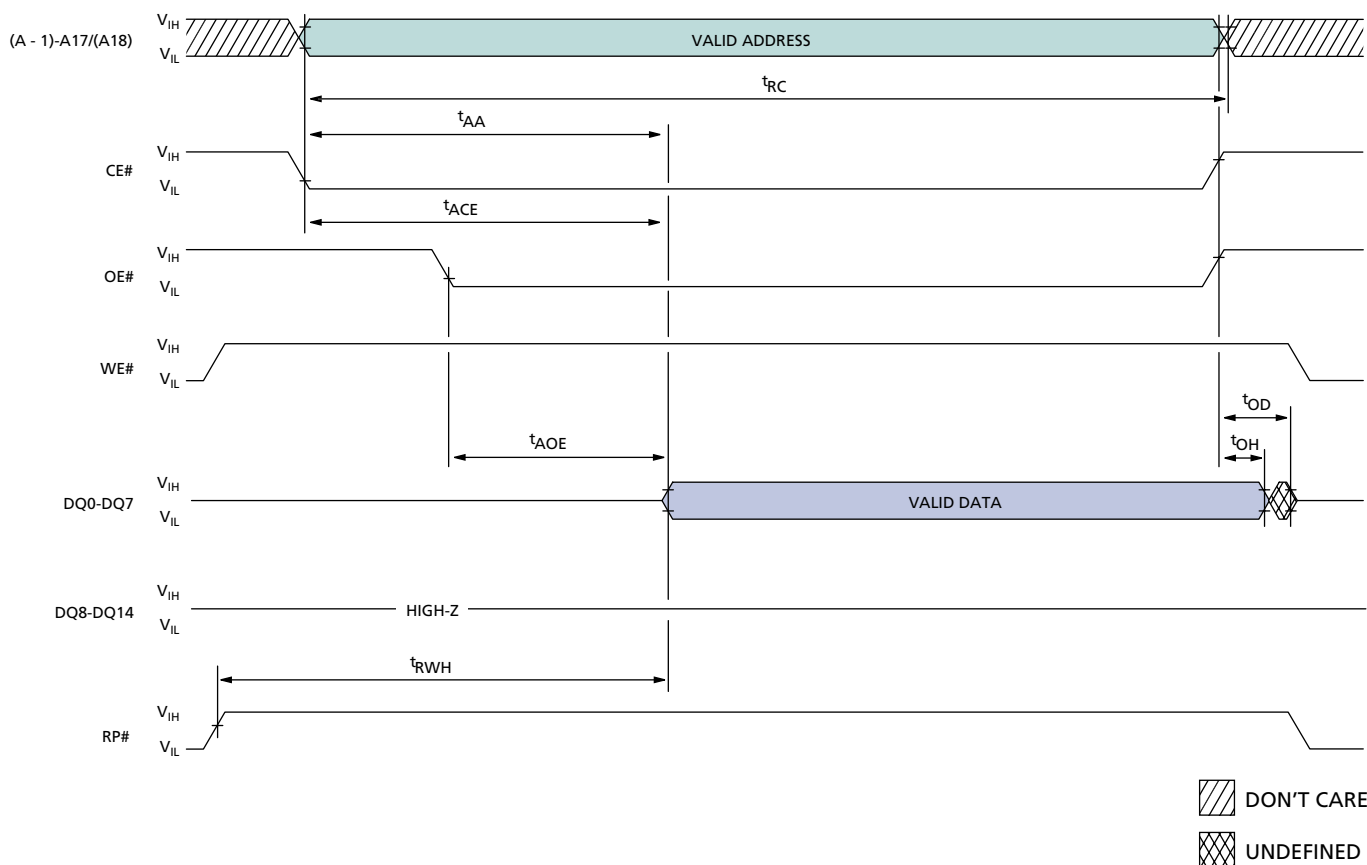 (A - 1)-A17/(A18) VIH VIL VALID ADDRESS
tRC
tAA
CE# VIH VIL
tACE
OE# VIH VIL
WE# VIH VIL
tOD
tAOE tOH
DQ0-DQ7 VIH VIL VALID DATA
DQ8-DQ14 VIH VIL HIGH-Z
tRWH
RP# VIH VIL
DON'T CARE
UNDEFINED